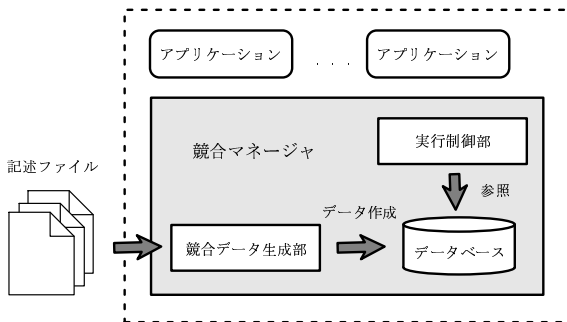 アプリケーション . . . アプリケーション
競合マネージャ
実行制御部
記述ファイル
参照
データ作成
競合データ生成部
データベース